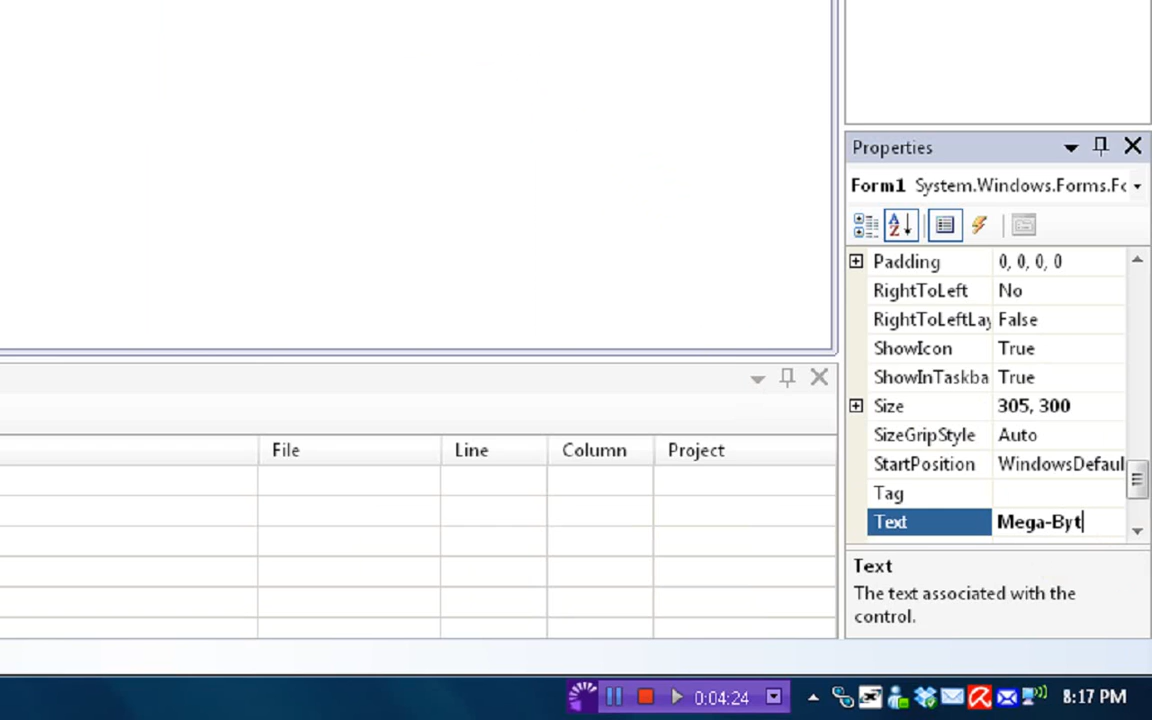 Properties
Form1 System.Windows.Forms.Fo
Padding 0, 0, 0, 0
RightToLeft No
RightToLeftLay False
ShowIcon True
ShowInTaskba True
Size 305, 300
SizeGripStyle Auto
StartPosition WindowsDefaul
Tag
Text Mega-Byt
File Line Column Project
Text
The text associated with the
control.
0:04:24 8:17 PM